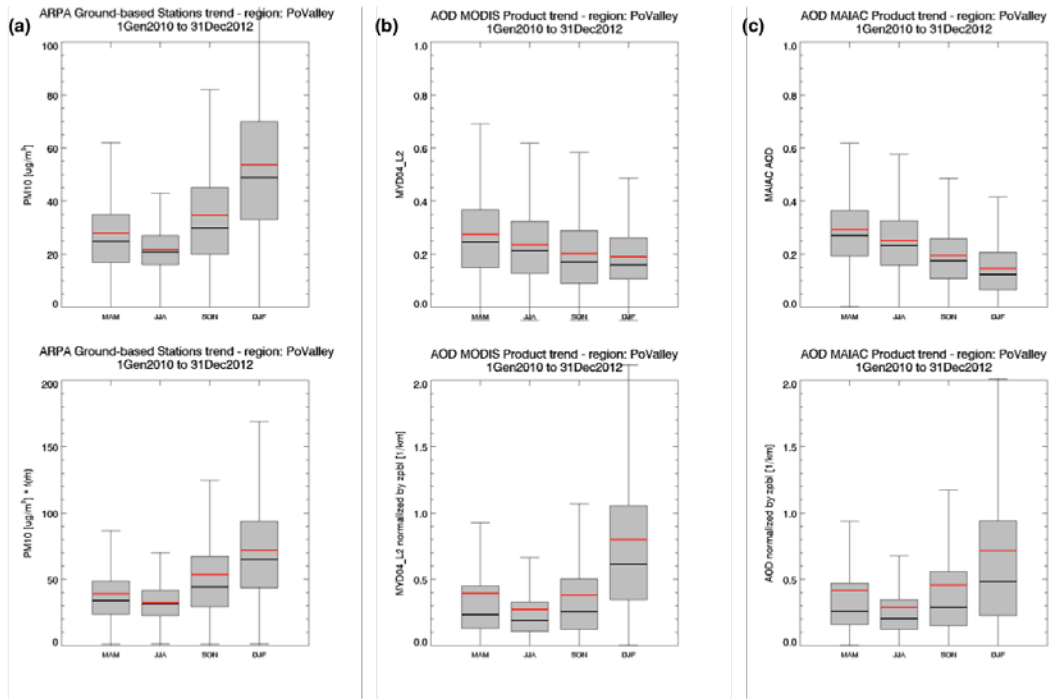 (a)
ARPA Ground-based Stations trend - region: PoValley
1Gen2010 to 31Dec2012
100
80
60
40
20
0
PM10 [ug/m³]
MAM
JJA
SON
DJF
(b)
AOD MODIS Product trend - region: PoValley
1Gen2010 to 31Dec2012
1.0
0.8
0.6
0.4
0.2
0.0
MYD04_L2
MAM
JJA
SON
DJF
(c)
AOD MAIAC Product trend - region: PoValley
1Gen2010 to 31Dec2012
1.0
0.8
0.6
0.4
0.2
0.0
MAIAC AOD
MAM
JJA
SON
DJF
ARPA Ground-based Stations trend - region: PoValley
1Gen2010 to 31Dec2012
200
150
100
50
0
PM10 [ug/m³] * f(rh)
MAM
JJA
SON
DJF
AOD MODIS Product trend - region: PoValley
1Gen2010 to 31Dec2012
2.0
1.5
1.0
0.5
0.0
MYD04_L2 normalized by zpbl [1/km]
MAM
JJA
SON
DJF
AOD MAIAC Product trend - region: PoValley
1Gen2010 to 31Dec2012
2.0
1.5
1.0
0.5
0.0
AOD normalized by zpbl [1/km]
MAM
JJA
SON
DJF